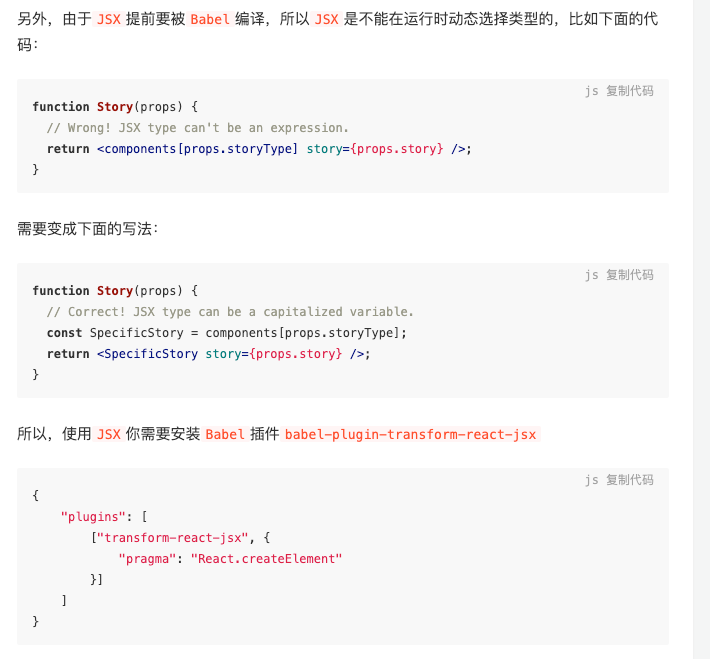 另外，由于 JSX 提前要被 Babel 编译，所以 JSX 是不能在运行时动态选择类型的，比如下面的代
码：
js 复制代码
function Story(props) {
  // Wrong! JSX type can't be an expression.
  return <components[props.storyType] story={props.story} />;
}
需要变成下面的写法：
js 复制代码
function Story(props) {
  // Correct! JSX type can be a capitalized variable.
  const SpecificStory = components[props.storyType];
  return <SpecificStory story={props.story} />;
}
所以，使用 JSX 你需要安装 Babel 插件 babel-plugin-transform-react-jsx
js 复制代码
{
    "plugins": [
        ["transform-react-jsx", {
            "pragma": "React.createElement"
        }]
    ]
}